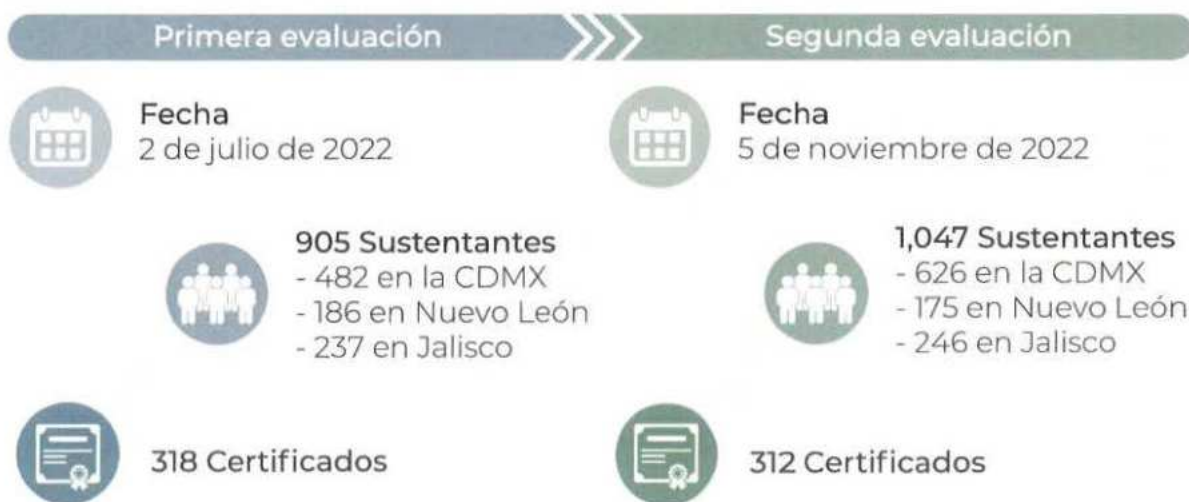 Primera evaluación
Segunda evaluación
Fecha
2 de julio de 2022
Fecha
5 de noviembre de 2022
905 Sustentantes
- 482 en la CDMX
- 186 en Nuevo León
- 237 en Jalisco
1,047 Sustentantes
- 626 en la CDMX
- 175 en Nuevo León
- 246 en Jalisco
318 Certificados
312 Certificados